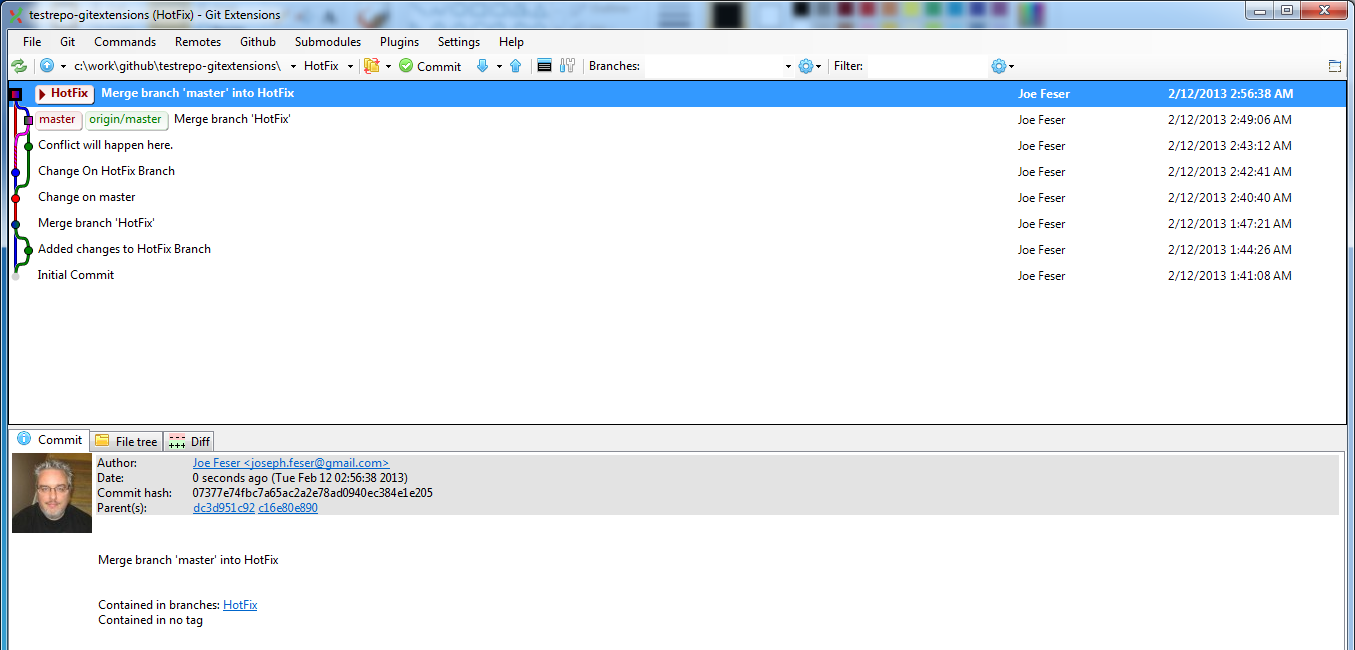 testrepo-gitextensions (HotFix) - Git Extensions
File Git Commands Remotes Github Submodules Plugins Settings Help
c:\work\github\testrepo-gitextensions\ HotFix Commit Branches: Filter:
HotFix Merge branch 'master' into HotFix Joe Feser 2/12/2013 2:56:38 AM
master origin/master Merge branch 'HotFix' Joe Feser 2/12/2013 2:49:06 AM
Conflict will happen here. Joe Feser 2/12/2013 2:43:12 AM
Change On HotFix Branch Joe Feser 2/12/2013 2:42:41 AM
Change on master Joe Feser 2/12/2013 2:40:40 AM
Merge branch 'HotFix' Joe Feser 2/12/2013 1:47:21 AM
Added changes to HotFix Branch Joe Feser 2/12/2013 1:44:26 AM
Initial Commit Joe Feser 2/12/2013 1:41:08 AM
Commit File tree Diff
Author: Joe Feser <joseph.feser@gmail.com>
Date: 0 seconds ago (Tue Feb 12 02:56:38 2013)
Commit hash: 07377e74fbc7a65ac2a2e78ad0940ec384e1e205
Parent(s): dc3d951c92 c16e80e890
Merge branch 'master' into HotFix
Contained in branches: HotFix
Contained in no tag